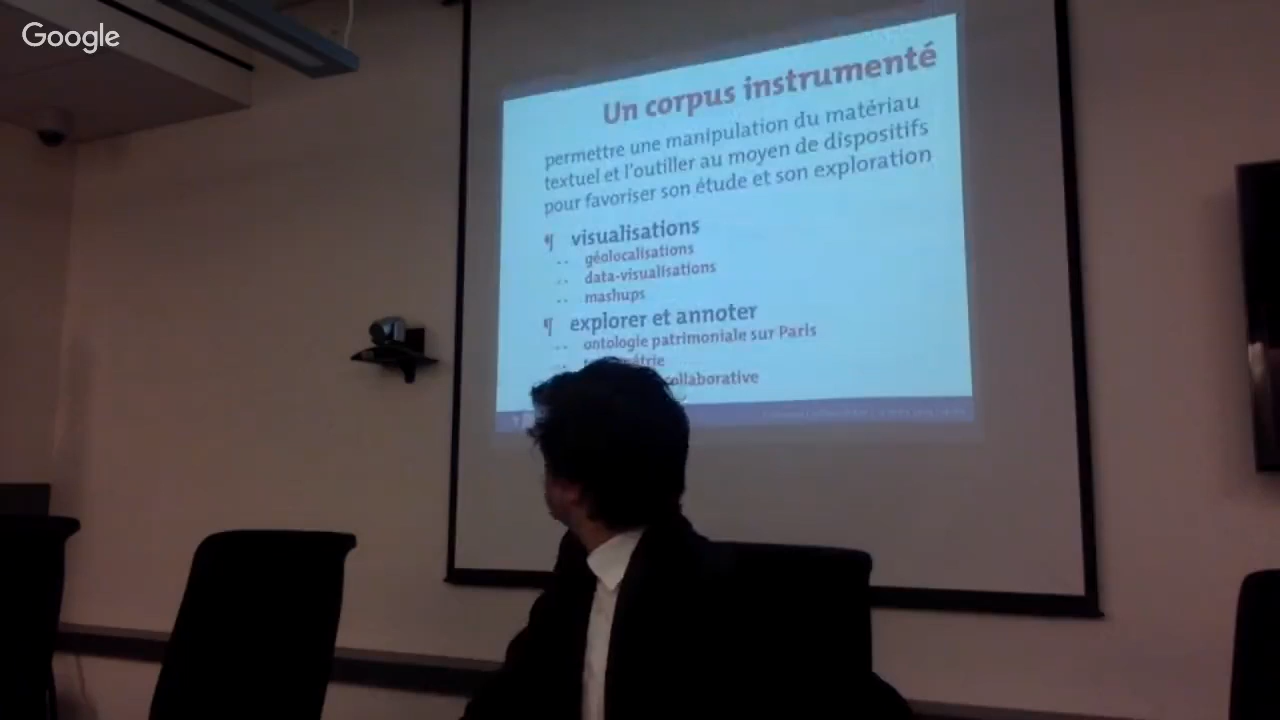 Google
Un corpus instrumenté
permettre une manipulation du matériau
textuel et l'outiller au moyen de dispositifs
pour favoriser son étude et son exploration
¶ visualisations
.. géolocalisations
.. data-visualisations
.. mashups
¶ explorer et annoter
.. ontologie patrimoniale sur Paris
collaborative